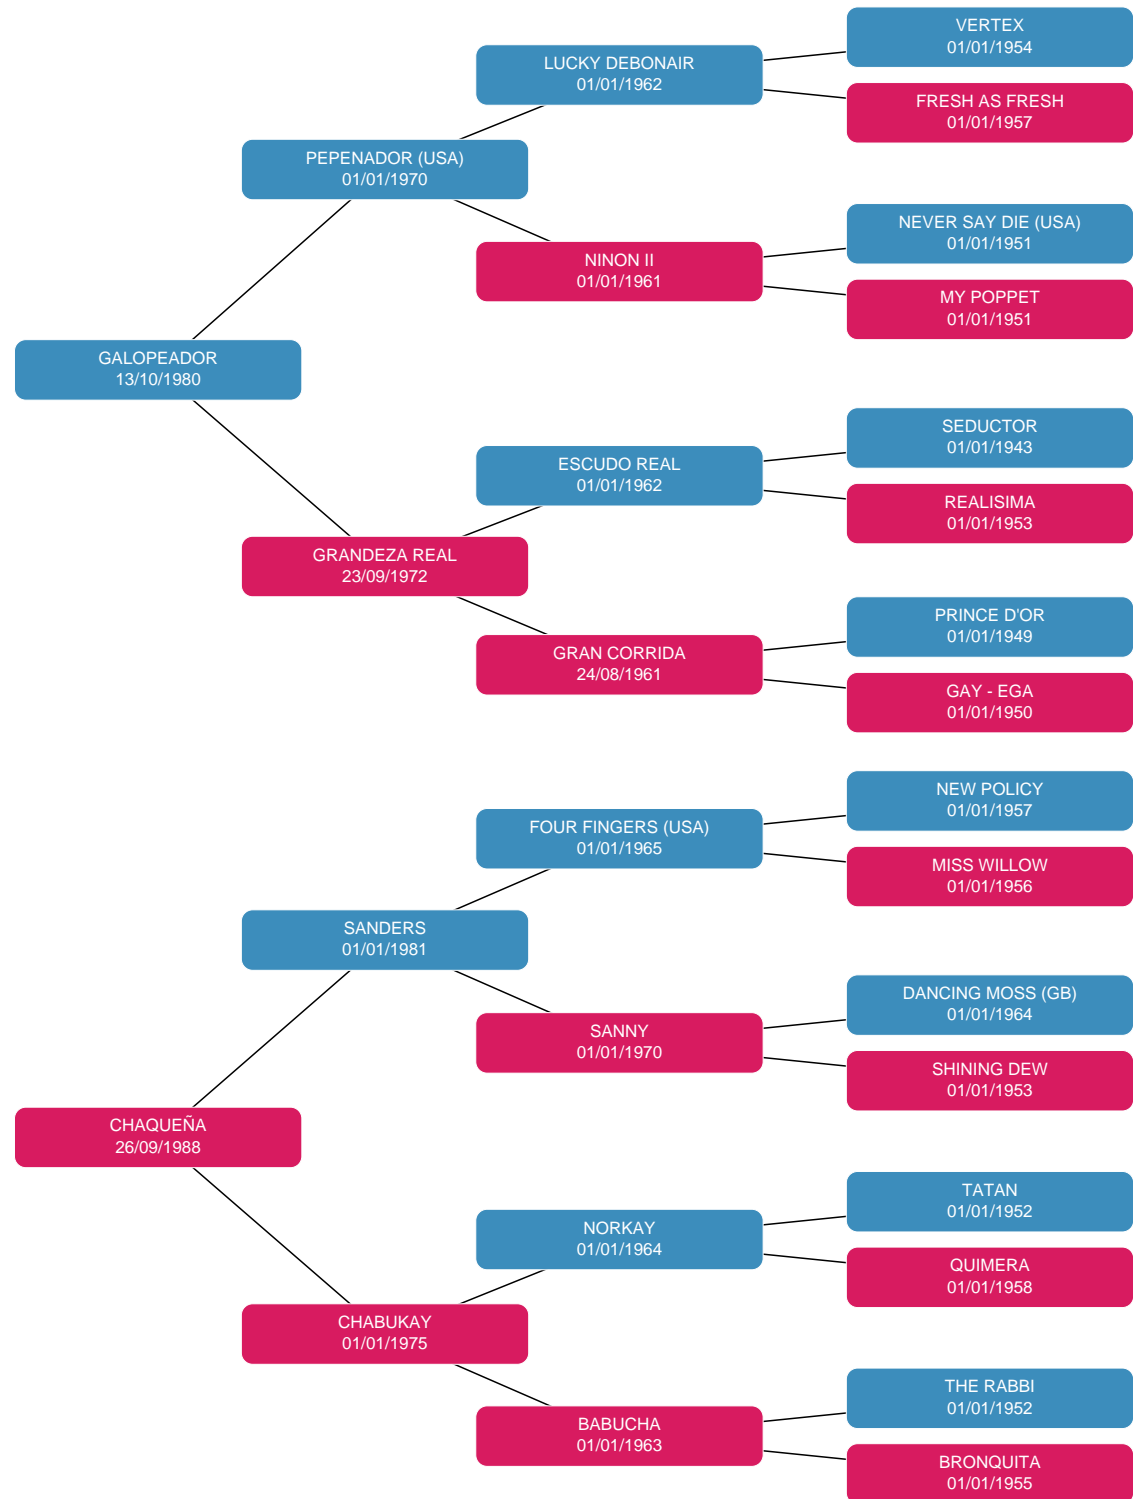 VERTEX
01/01/1954
LUCKY DEBONAIR
01/01/1962
FRESH AS FRESH
01/01/1957
PEPENADOR (USA)
01/01/1970
NEVER SAY DIE (USA)
01/01/1951
NINON II
01/01/1961
MY POPPET
01/01/1951
GALOPEADOR
13/10/1980
SEDUCTOR
01/01/1943
ESCUDO REAL
01/01/1962
REALISIMA
01/01/1953
GRANDEZA REAL
23/09/1972
PRINCE D'OR
01/01/1949
GRAN CORRIDA
24/08/1961
GAY - EGA
01/01/1950
NEW POLICY
01/01/1957
FOUR FINGERS (USA)
01/01/1965
MISS WILLOW
01/01/1956
SANDERS
01/01/1981
DANCING MOSS (GB)
01/01/1964
SANNY
01/01/1970
SHINING DEW
01/01/1953
CHAQUEÑA
26/09/1988
TATAN
01/01/1952
NORKAY
01/01/1964
QUIMERA
01/01/1958
CHABUKAY
01/01/1975
THE RABBI
01/01/1952
BABUCHA
01/01/1963
BRONQUITA
01/01/1955